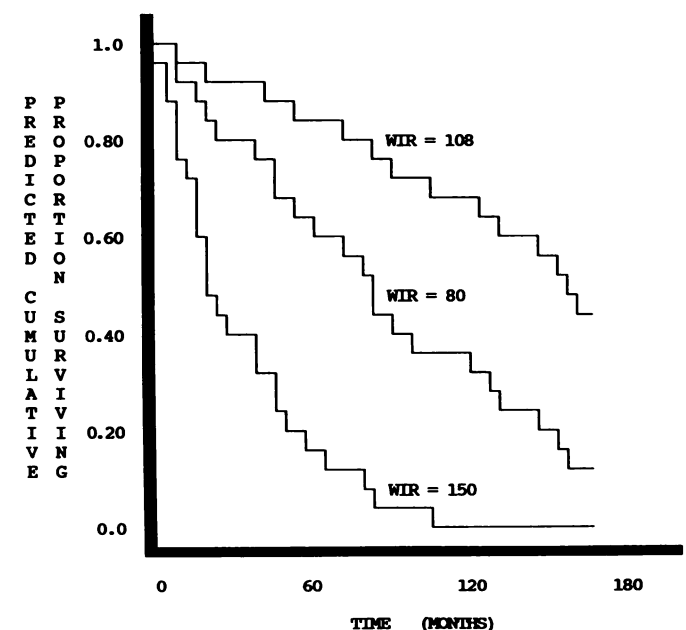 PREDICTED CUMULATIVE
PROPORTION SURVIVING
1.0
0.80
0.60
0.40
0.20
0.0
WIR = 108
WIR = 80
WIR = 150
0 60 120 180
TIME (MONTHS)